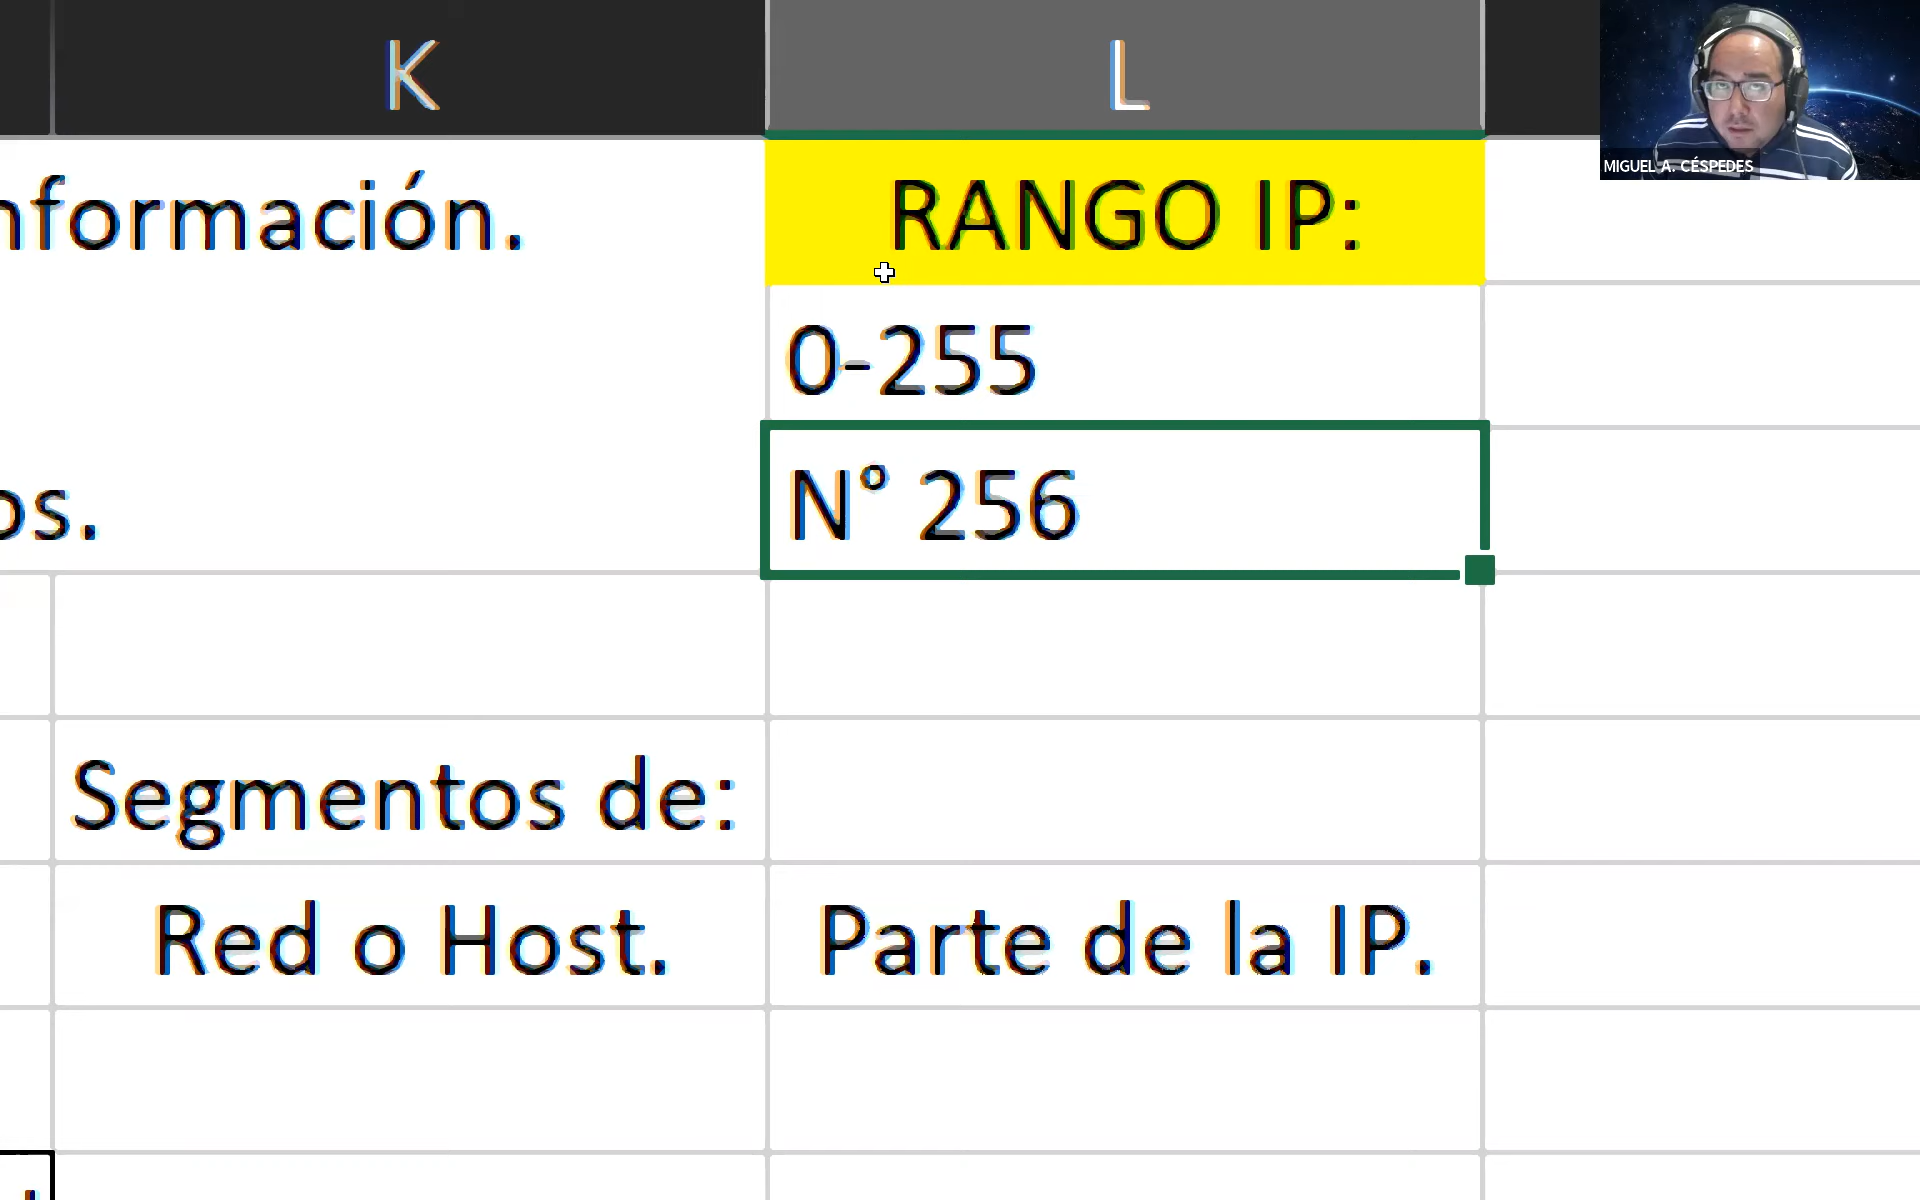 K
L
MIGUEL A. CÉSPEDES
nformación.
RANGO IP:
0-255
os.
N° 256
Segmentos de:
Red o Host.
Parte de la IP.